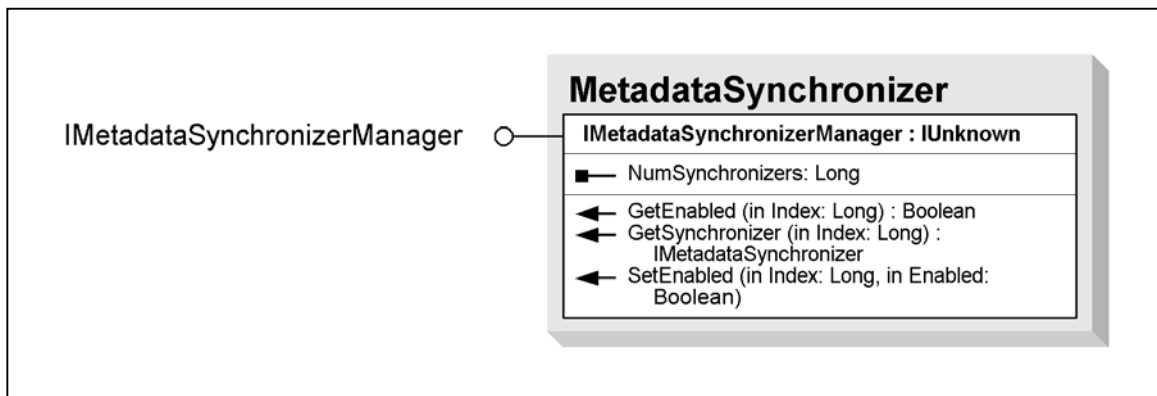 MetadataSynchronizer
IMetadataSynchronizerManager
IMetadataSynchronizerManager : IUnknown
NumSynchronizers: Long
GetEnabled (in Index: Long) : Boolean
GetSynchronizer (in Index: Long) :
IMetadataSynchronizer
SetEnabled (in Index: Long, in Enabled:
Boolean)